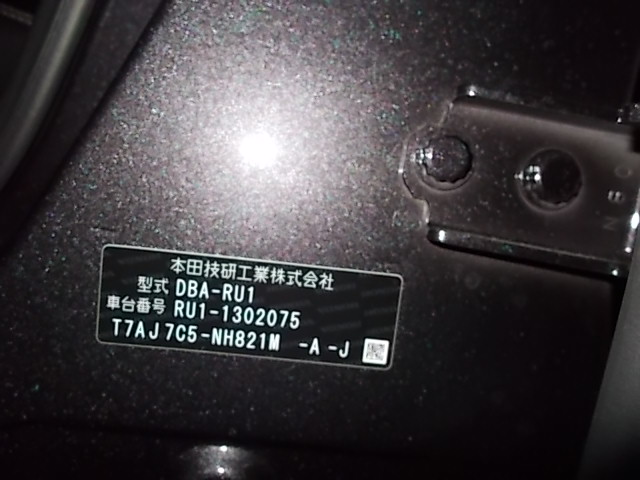 本田技研工業株式会社
型式 DBA-RU1
車台番号 RU1-1302075
T7AJ7C5-NH821M -A -J